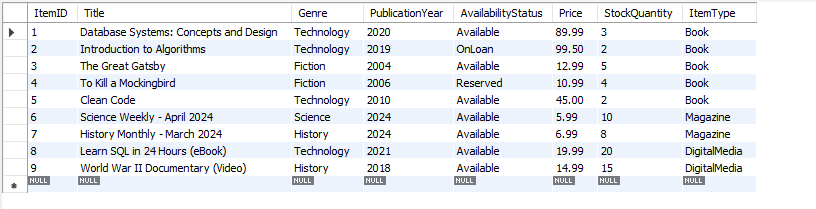 ItemID Title Genre PublicationYear AvailabilityStatus Price StockQuantity ItemType
1 Database Systems: Concepts and Design Technology 2020 Available 89.99 3 Book
2 Introduction to Algorithms Technology 2019 OnLoan 99.50 2 Book
3 The Great Gatsby Fiction 2004 Available 12.99 5 Book
4 To Kill a Mockingbird Fiction 2006 Reserved 10.99 4 Book
5 Clean Code Technology 2010 Available 45.00 2 Book
6 Science Weekly - April 2024 Science 2024 Available 5.99 10 Magazine
7 History Monthly - March 2024 History 2024 Available 6.99 8 Magazine
8 Learn SQL in 24 Hours (eBook) Technology 2021 Available 19.99 20 DigitalMedia
9 World War II Documentary (Video) History 2018 Available 14.99 15 DigitalMedia
NULL NULL NULL NULL NULL NULL NULL NULL